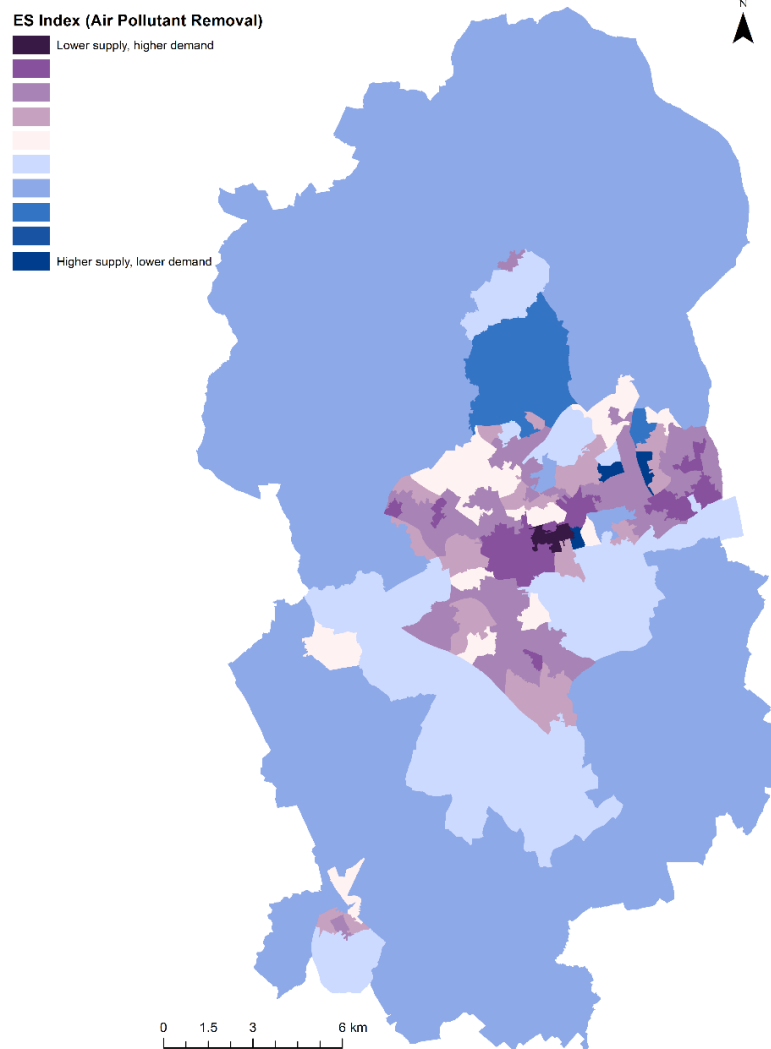 N
ES Index (Air Pollutant Removal)
Lower supply, higher demand
Higher supply, lower demand
0 1.5 3 6 km